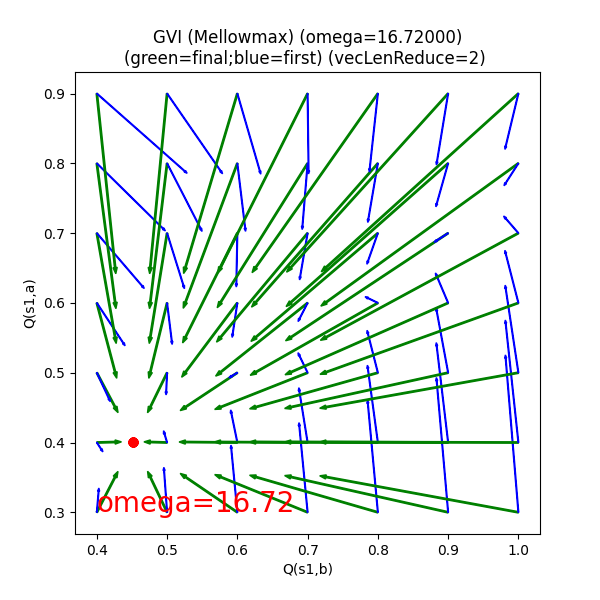 GVI (Mellowmax) (omega=16.72000)
(green=final;blue=first) (vecLenReduce=2)
Q(s1,a)
0.9
0.8
0.7
0.6
0.5
0.4
0.3
omega=16.72
0.4 0.5 0.6 0.7 0.8 0.9 1.0
Q(s1,b)